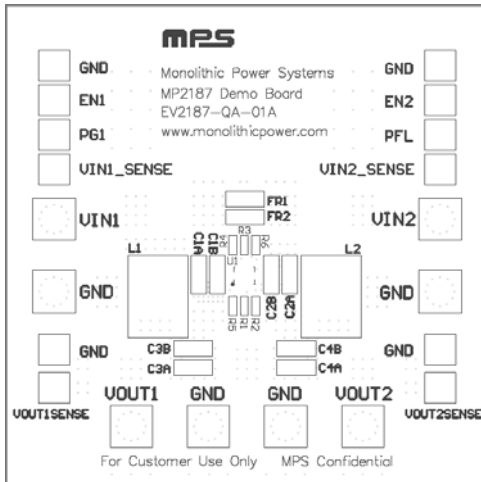 mps
Monolithic Power Systems
MP2187 Demo Board
EV2187-QA-01A
www.monolithicpower.com
GND
EN1
PG1
VIN1_SENSE
VIN1
GND
GND
VOUT1SENSE
GND
EN2
PFL
VIN2_SENSE
VIN2
GND
GND
VOUT2SENSE
FR1
FR2
R4
R3
R6
U1
L1
C1A
C1B
C2B
C2A
L2
R5
R1
R2
C3B
C3A
C4B
C4A
VOUT1
GND
GND
VOUT2
For Customer Use Only
MPS Confidential